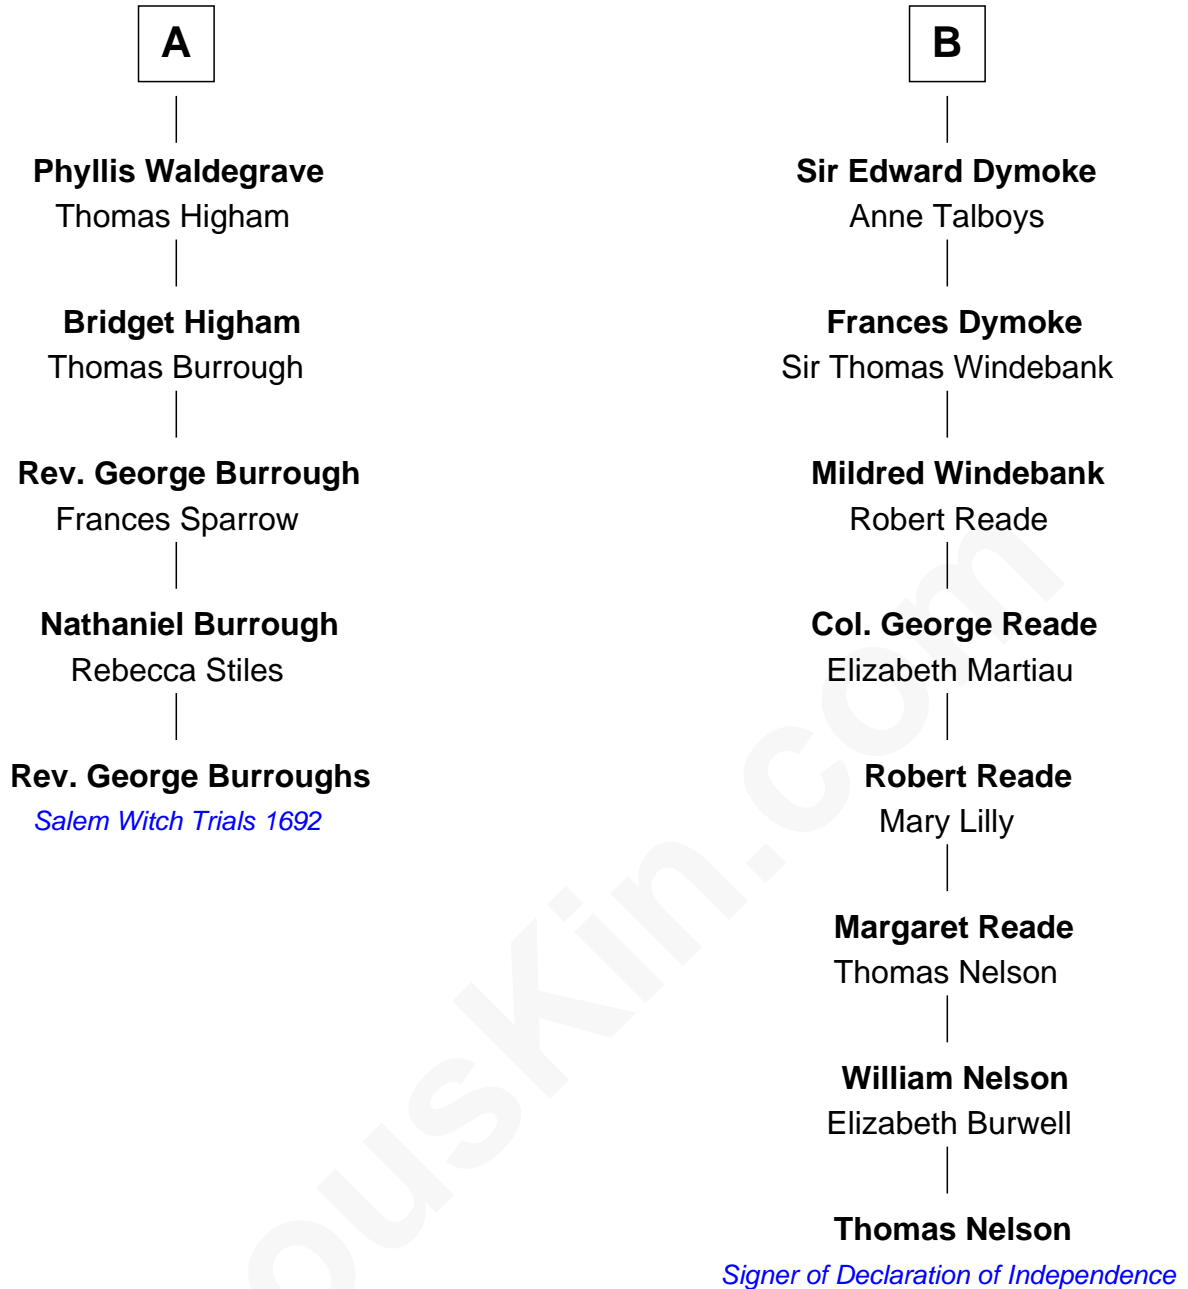 A
Phyllis Waldegrave
Thomas Higham
Bridget Higham
Thomas Burrough
Rev. George Burrough
Frances Sparrow
Nathaniel Burrough
Rebecca Stiles
Rev. George Burroughs
Salem Witch Trials 1692
B
Sir Edward Dymoke
Anne Talboys
Frances Dymoke
Sir Thomas Windebank
Mildred Windebank
Robert Reade
Col. George Reade
Elizabeth Martiau
Robert Reade
Mary Lilly
Margaret Reade
Thomas Nelson
William Nelson
Elizabeth Burwell
Thomas Nelson
Signer of Declaration of Independence
ousKin.com